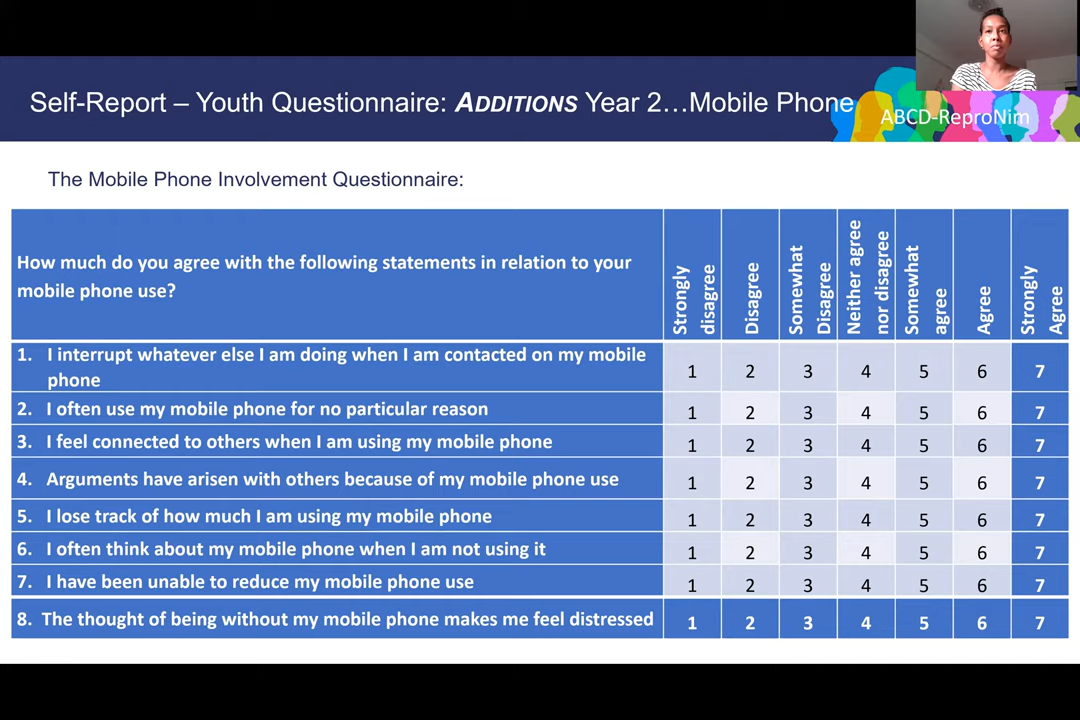 Self-Report – Youth Questionnaire: ADDITIONS Year 2…Mobile Phone
ABCD-ReproNim
The Mobile Phone Involvement Questionnaire:
How much do you agree with the following statements in relation to your
mobile phone use?
Strongly
disagree
Disagree
Somewhat
Disagree
Neither agree
nor disagree
Somewhat
agree
Agree
Strongly
Agree
1. I interrupt whatever else I am doing when I am contacted on my mobile
phone
1 2 3 4 5 6 7
2. I often use my mobile phone for no particular reason 1 2 3 4 5 6 7
3. I feel connected to others when I am using my mobile phone 1 2 3 4 5 6 7
4. Arguments have arisen with others because of my mobile phone use 1 2 3 4 5 6 7
5. I lose track of how much I am using my mobile phone 1 2 3 4 5 6 7
6. I often think about my mobile phone when I am not using it 1 2 3 4 5 6 7
7. I have been unable to reduce my mobile phone use 1 2 3 4 5 6 7
8. The thought of being without my mobile phone makes me feel distressed 1 2 3 4 5 6 7